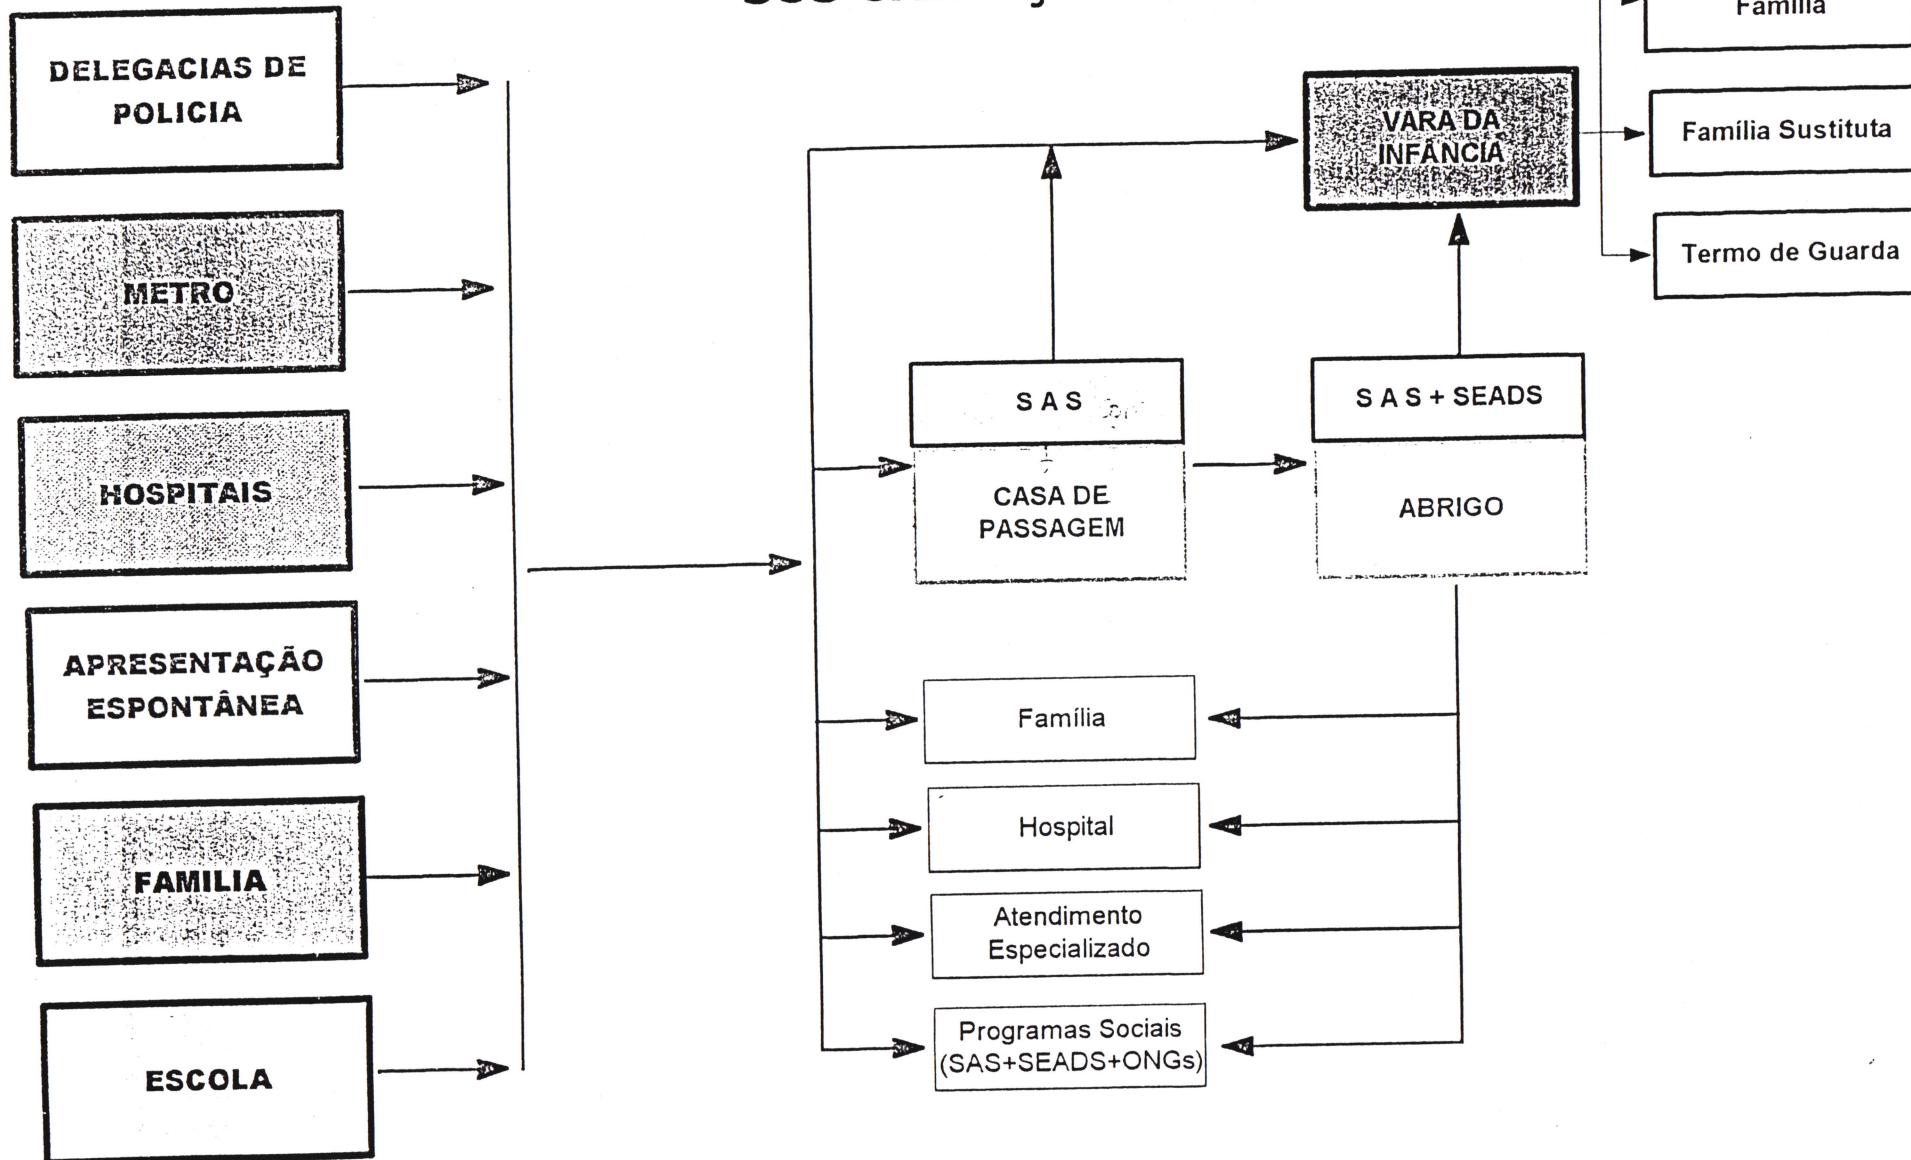 Família
DELEGACIAS DE
POLICIA
VARA DA
INFÂNCIA
Família Sustituta
METRO
Termo de Guarda
S A S
S A S + SEADS
HOSPITAIS
CASA DE
PASSAGEM
ABRIGO
APRESENTAÇÃO
ESPONTÂNEA
Família
Hospital
FAMILIA
Atendimento
Especializado
Programas Sociais
(SAS+SEADS+ONGs)
ESCOLA